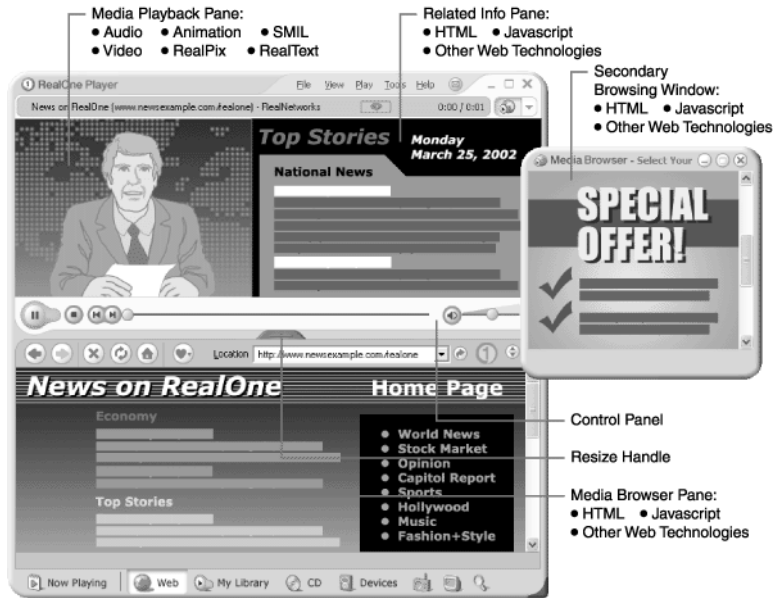 Media Playback Pane:
• Audio • Animation • SMIL
• Video • RealPix • RealText
Related Info Pane:
• HTML • Javascript
• Other Web Technologies
Secondary
Browsing Window:
• HTML • Javascript
• Other Web Technologies
RealOne Player
File View Play Tools Help
News on RealOne (www.newsexample.com/realone) - RealNetworks
0:00 / 0:01
Top Stories
Monday
March 25, 2002
National News
Media Browser - Select Your
SPECIAL
OFFER!
Location http://www.newsexample.com/realone
News on RealOne Home Page
Economy
Top Stories
• World News
• Stock Market
• Opinion
• Capitol Report
• Sports
• Hollywood
• Music
• Fashion+Style
Control Panel
Resize Handle
Media Browser Pane:
• HTML • Javascript
• Other Web Technologies
Now Playing Web My Library CD Devices